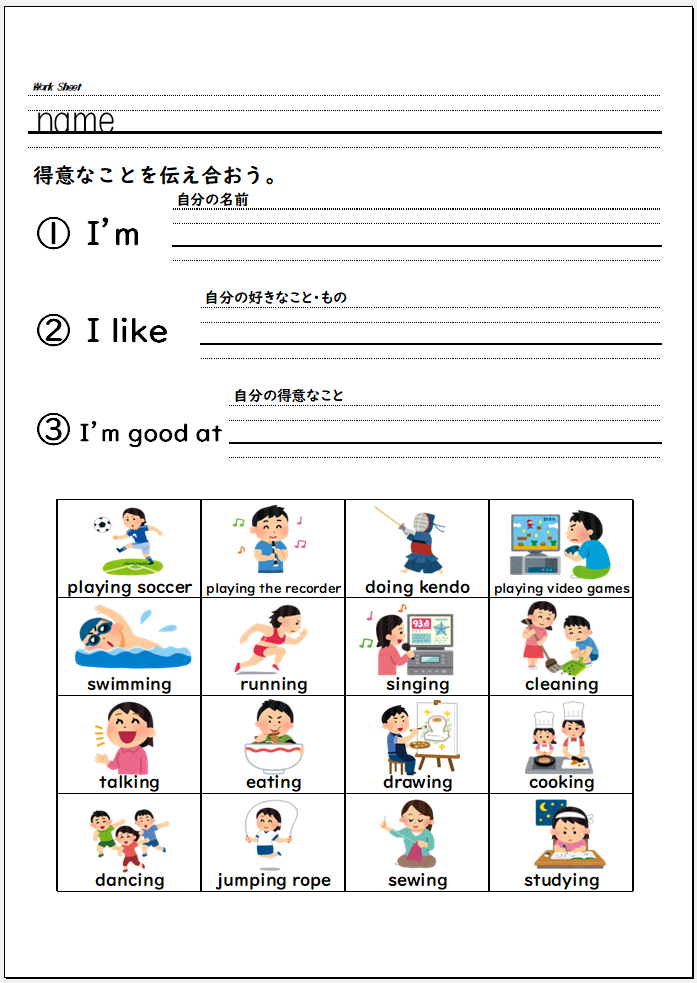 Work Sheet
name
得意なことを伝え合おう。
自分の名前
① I'm
自分の好きなこと・もの
② I like
自分の得意なこと
③ I'm good at
93点
playing soccer playing the recorder doing kendo playing video games
swimming running singing cleaning
talking eating drawing cooking
dancing jumping rope sewing studying